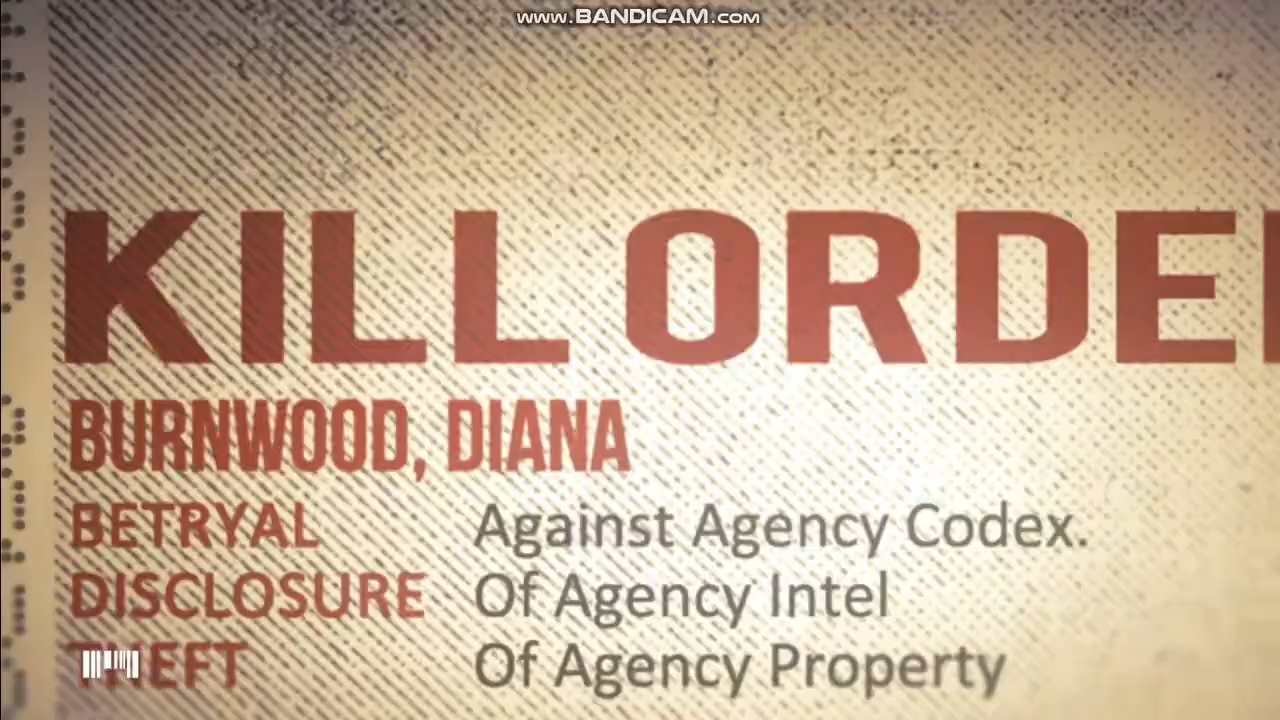 www.BANDICAM.com
KILL ORDE
BURNWOOD, DIANA
BETRYAL Against Agency Codex.
DISCLOSURE Of Agency Intel
THEFT Of Agency Property